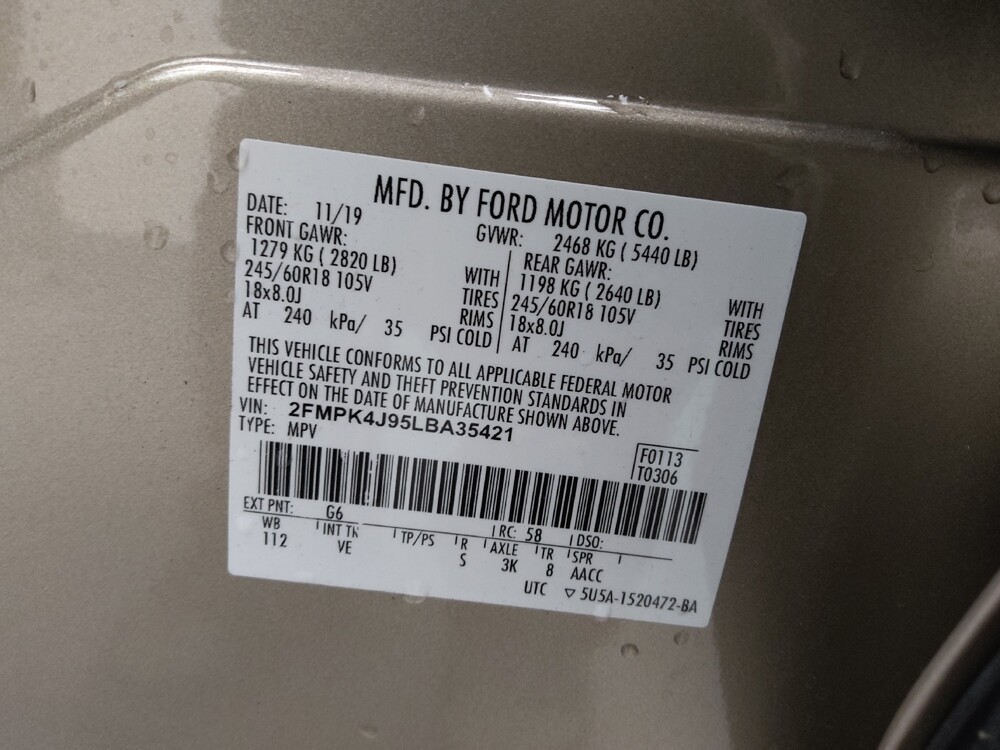 MFD. BY FORD MOTOR CO.
DATE: 11/19 GVWR: 2468 KG ( 5440 LB)
FRONT GAWR: REAR GAWR:
1279 KG ( 2820 LB) WITH 1198 KG ( 2640 LB) WITH
245/60R18 105V TIRES 245/60R18 105V TIRES
18x8.0J RIMS 18x8.0J RIMS
AT 240 kPa/ 35 PSI COLD AT 240 kPa/ 35 PSI COLD
THIS VEHICLE CONFORMS TO ALL APPLICABLE FEDERAL MOTOR
VEHICLE SAFETY AND THEFT PREVENTION STANDARDS IN
EFFECT ON THE DATE OF MANUFACTURE SHOWN ABOVE.
VIN: 2FMPK4J95LBA35421
TYPE: MPV
F0113
T0306
EXT PNT: G6 RC: 58 DSO:
WB INT TR TP/PS R AXLE TR SPR
112 VE S 3K 8 AACC
UTC ▽ 5U5A-1520472-BA